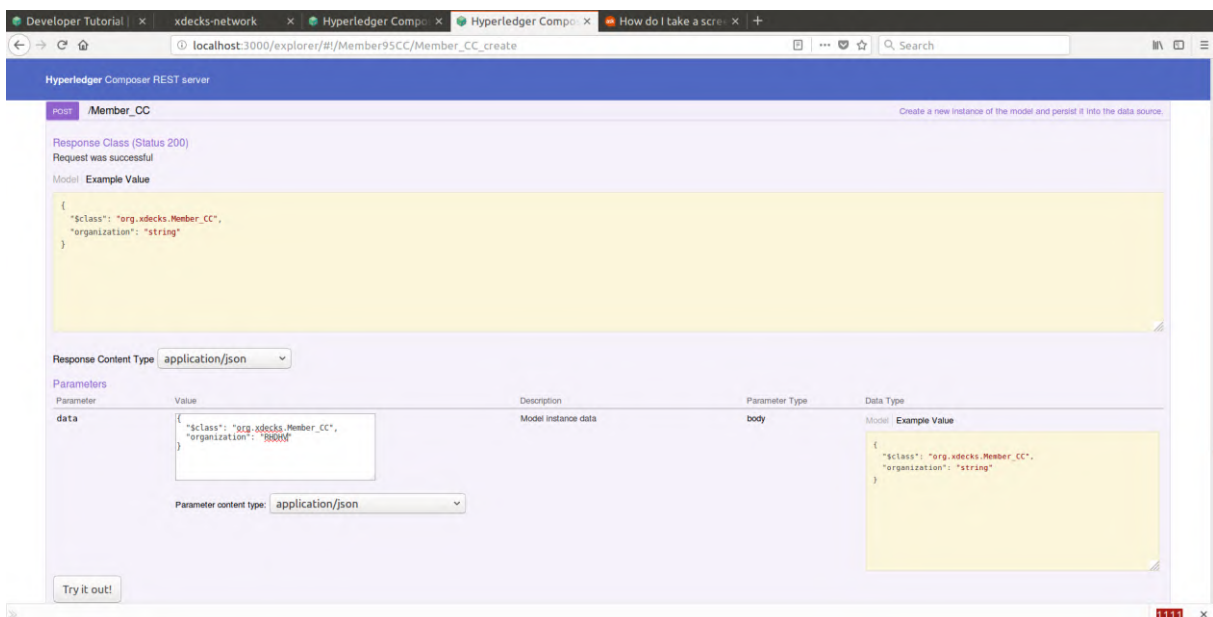 Developer Tutorial | × xdecks-network × Hyperledger Compo × Hyperledger Compo × How do I take a scree × +
localhost:3000/explorer/#!/Member95CC/Member_CC_create ... Search
Hyperledger Composer REST server
POST /Member_CC Create a new instance of the model and persist it into the data source.
Response Class (Status 200)
Request was successful
Model Example Value
{
"$class": "org.xdecks.Member_CC",
"organization": "string"
}
Response Content Type application/json
Parameters
Parameter Value Description Parameter Type Data Type
data { Model instance data body Model Example Value
"$class": "org.xdecks.Member_CC",
"organization": "RHDHV"
}
{
"$class": "org.xdecks.Member_CC",
"organization": "string"
}
Parameter content type: application/json
Try it out!
1111 ×